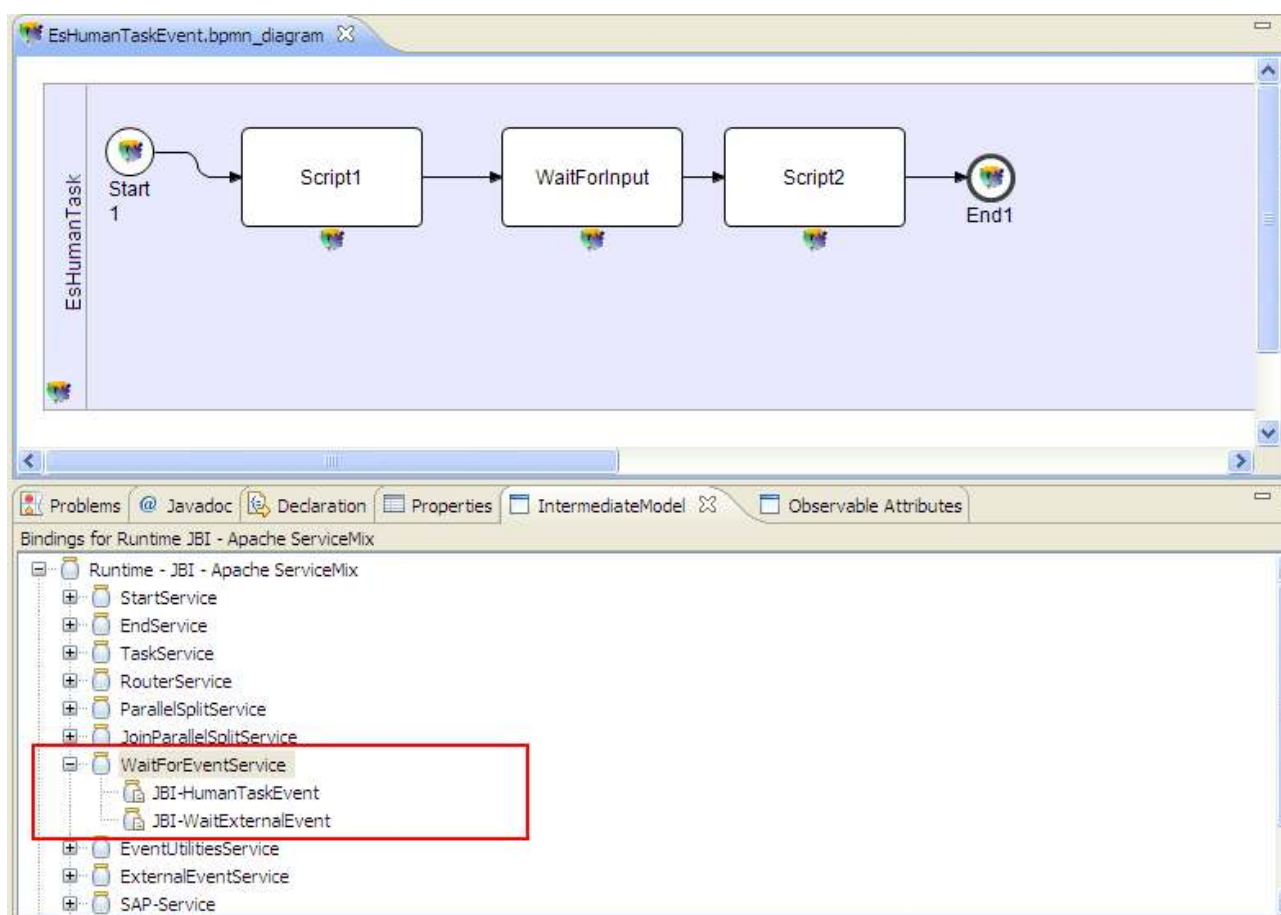 EsHumanTaskEvent.bpmn_diagram
EsHumanTask
Start
1
Script1
WaitForInput
Script2
End1
Problems @ Javadoc Declaration Properties IntermediateModel Observable Attributes
Bindings for Runtime JBI - Apache ServiceMix
Runtime - JBI - Apache ServiceMix
StartService
EndService
TaskService
RouterService
ParallelSplitService
JoinParallelSplitService
WaitForEventService
JBI-HumanTaskEvent
JBI-WaitExternalEvent
EventUtilitiesService
ExternalEventService
SAP-Service